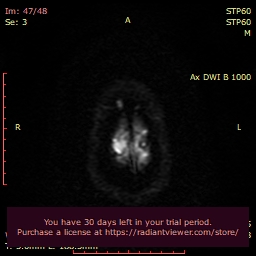 Im: 47/48
Se: 3
A
STP60
STP60
M
Ax DWI B 1000
R
L
You have 30 days left in your trial period.
Purchase a license at https://radiantviewer.com/store/